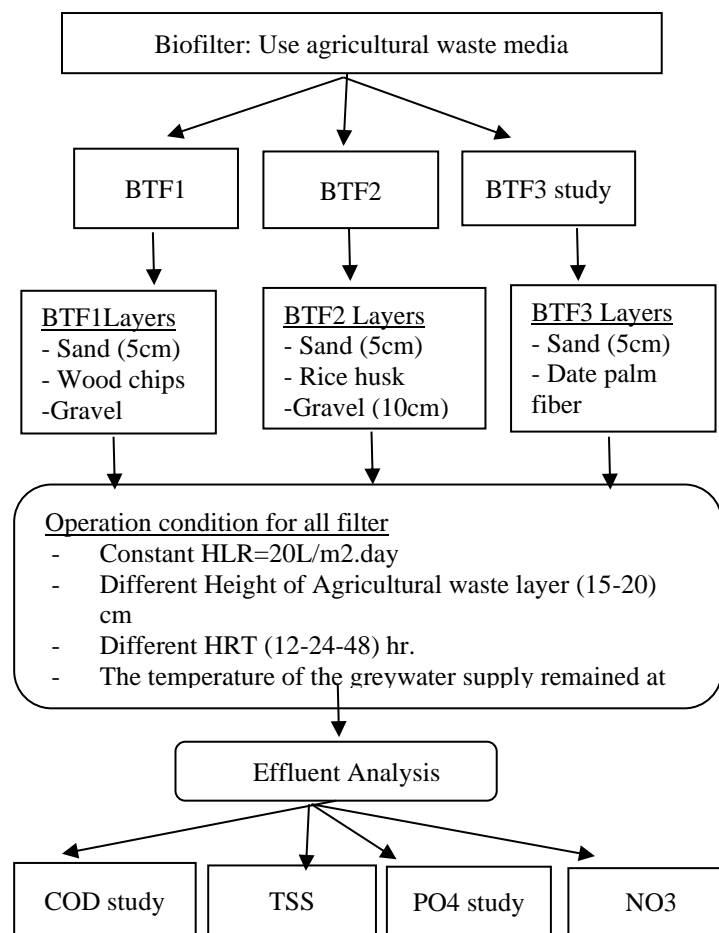 Biofilter: Use agricultural waste media
BTF1
BTF2
BTF3 study
BTF1Layers
- Sand (5cm)
- Wood chips
-Gravel
BTF2 Layers
- Sand (5cm)
- Rice husk
-Gravel (10cm)
BTF3 Layers
- Sand (5cm)
- Date palm
fiber
Operation condition for all filter
- Constant HLR=20L/m2.day
- Different Height of Agricultural waste layer (15-20)
cm
- Different HRT (12-24-48) hr.
- The temperature of the greywater supply remained at
Effluent Analysis
COD study
TSS
PO4 study
NO3